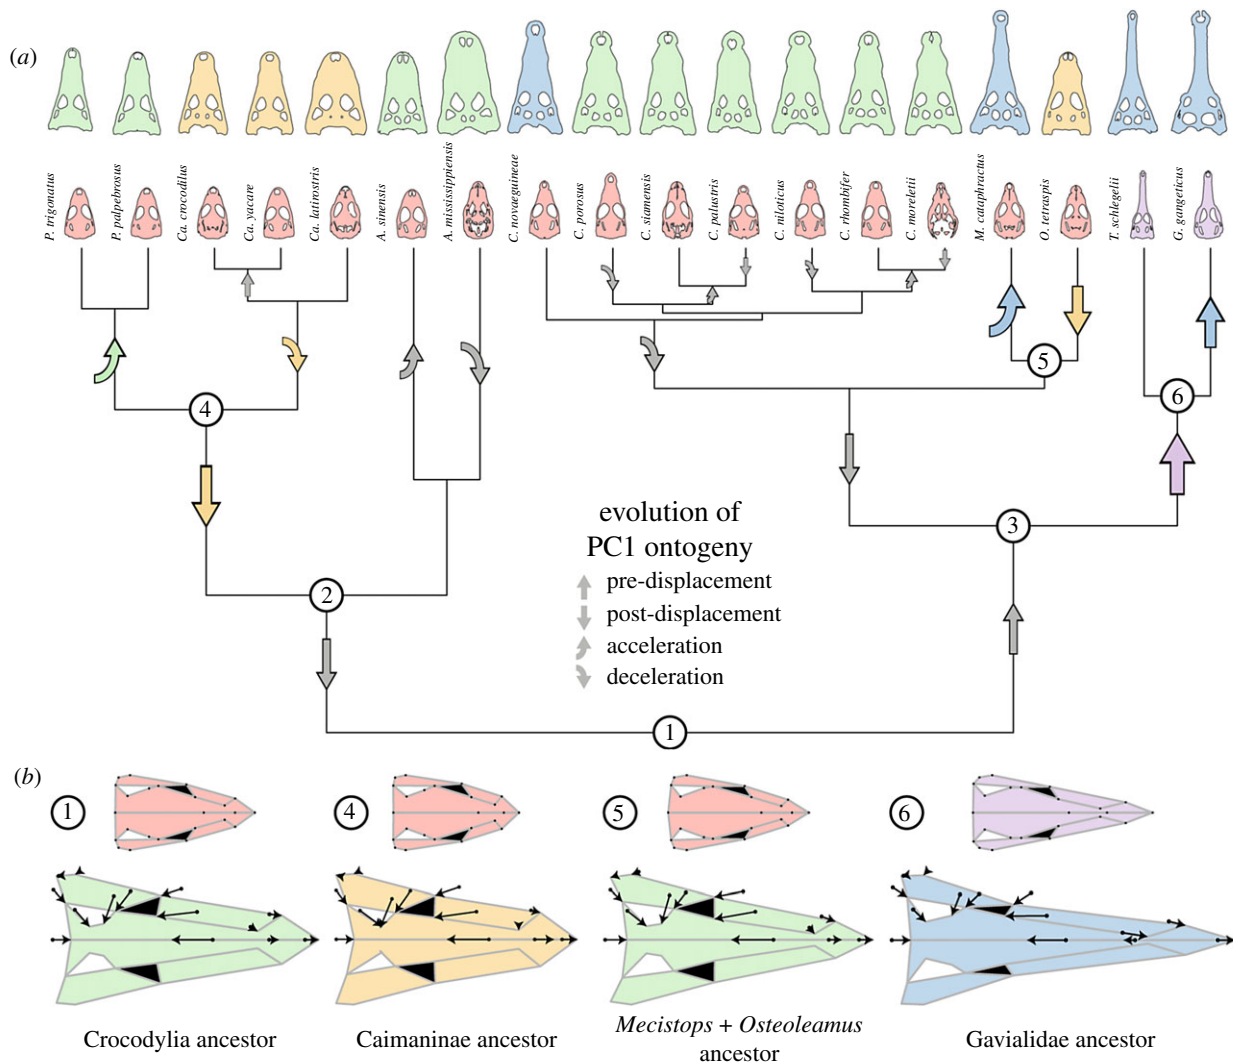 (a)
P. trigonatus
P. palpebrosus
Ca. crocodilus
Ca. yacare
Ca. latirostris
A. sinensis
A. mississippiensis
C. novaeguineae
C. porosus
C. siamensis
C. palustris
C. niloticus
C. rhombifer
C. moreletii
M. cataphractus
O. tetraspis
T. schlegelii
G. gangeticus
5
6
4
3
2
1
evolution of
PC1 ontogeny
pre-displacement
post-displacement
acceleration
deceleration
(b)
1
4
5
6
Crocodylia ancestor
Caimaninae ancestor
Mecistops + Osteoleamus
ancestor
Gavialidae ancestor